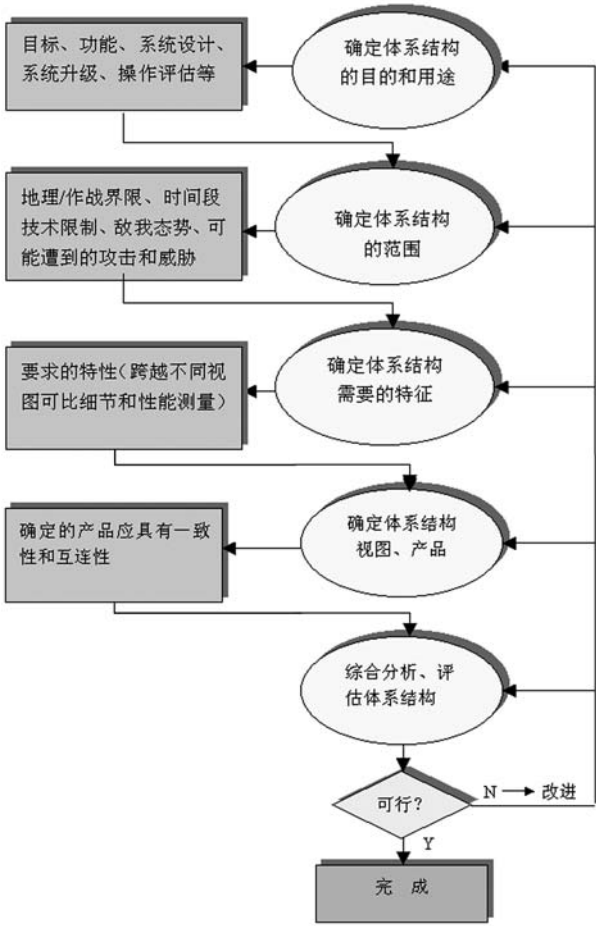 确定体系结构
的目的和用途
目标、功能、系统设计、
系统升级、操作评估等
确定体系结构
的范围
地理/作战界限、时间段
技术限制、敌我态势、可
能遭到的攻击和威胁
确定体系结构
需要的特征
要求的特性(跨越不同视
图可比细节和性能测量)
确定体系结构
视图、产品
确定的产品应具有一致
性和互连性
综合分析、评
估体系结构
可行?
N
改进
Y
完 成